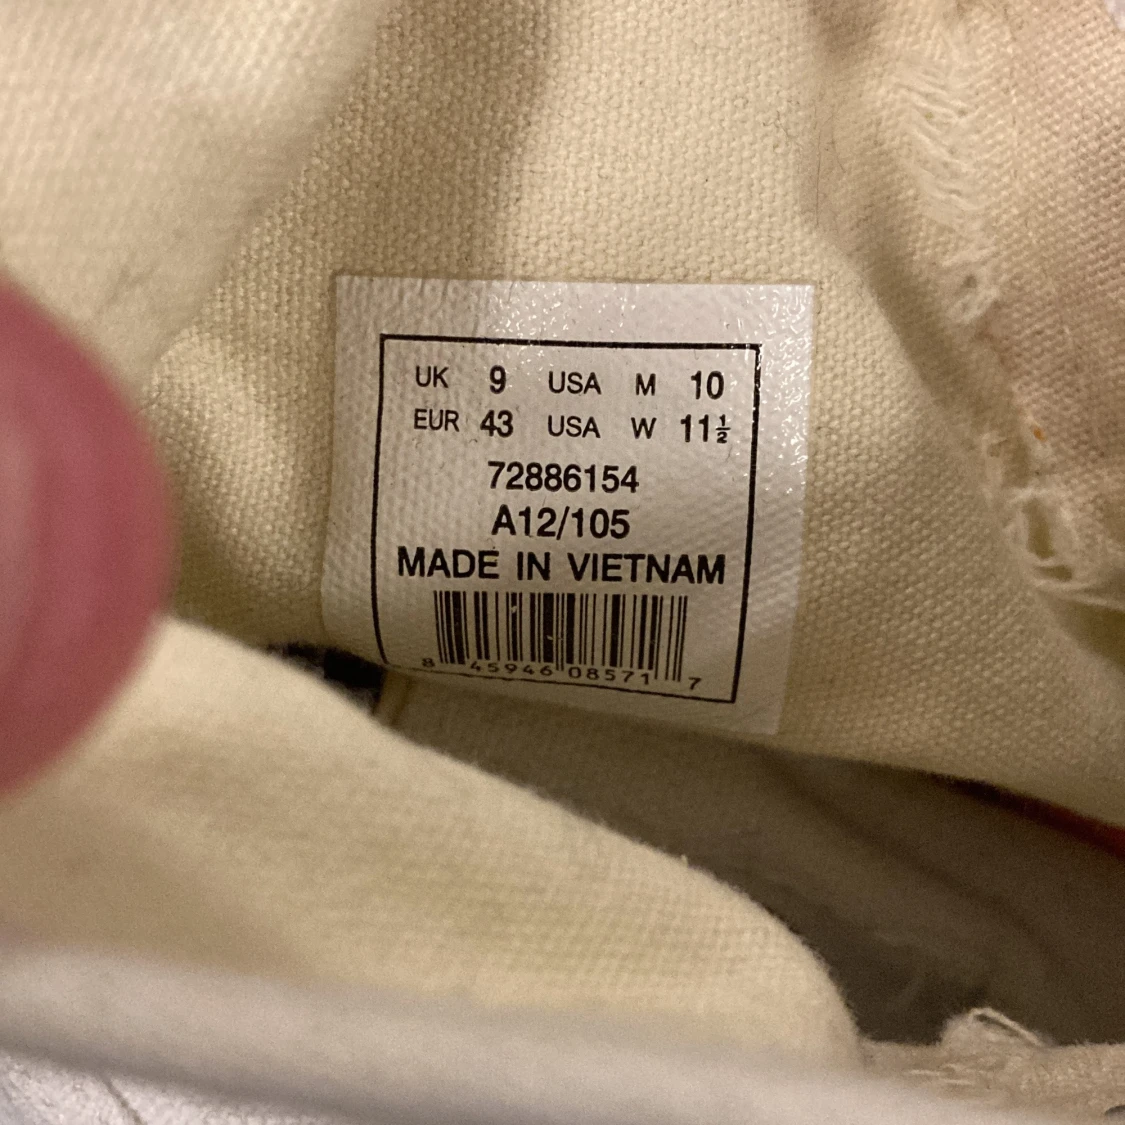 UK 9 USA M 10
EUR 43 USA W 11½
72886154
A12/105
MADE IN VIETNAM
8 45946 08571 7